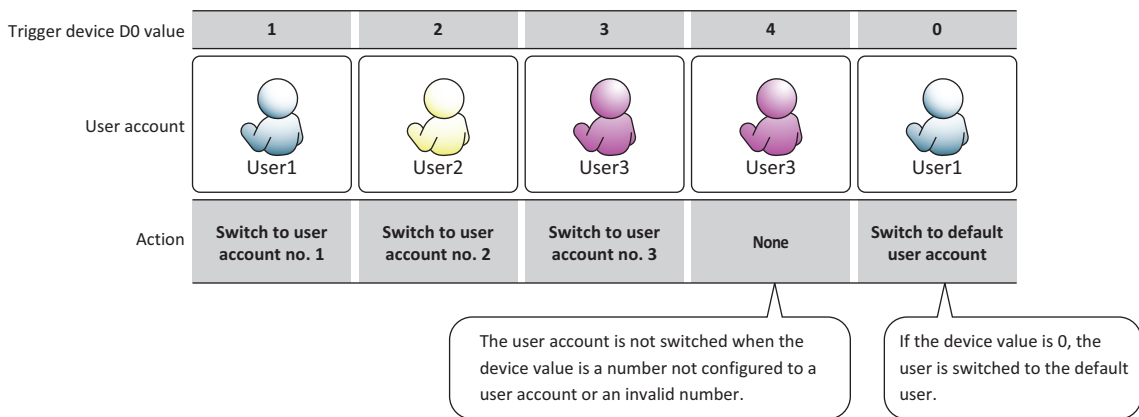 Trigger device D0 value 1 2 3 4 0
User account
User1 User2 User3 User3 User1
Action
Switch to user
account no. 1
Switch to user
account no. 2
Switch to user
account no. 3
None
Switch to default
user account
The user account is not switched when the
device value is a number not configured to a
user account or an invalid number.
If the device value is 0, the
user is switched to the default
user.